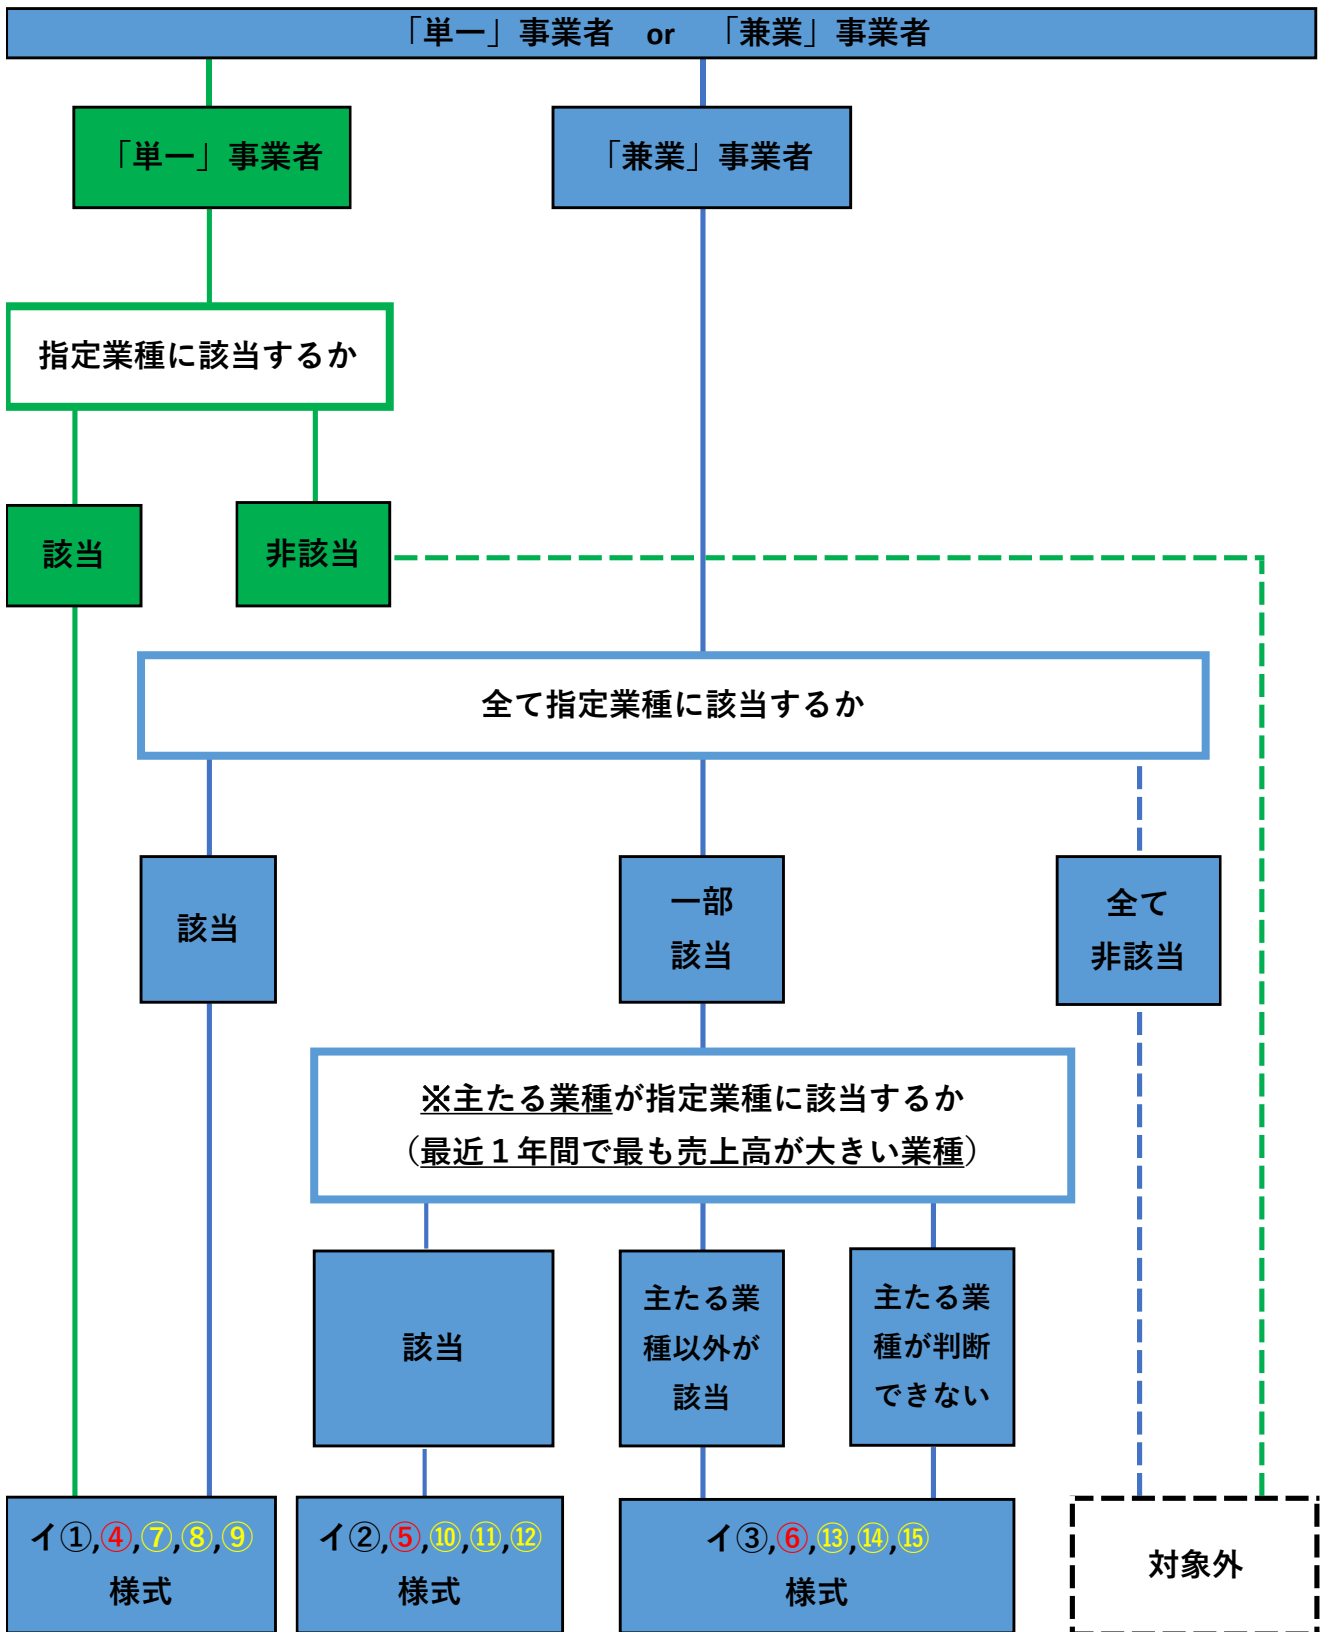 「単一」事業者　or　「兼業」事業者
「単一」事業者
「兼業」事業者
指定業種に該当するか
該当
非該当
全て指定業種に該当するか
該当
一部
該当
全て
非該当
※主たる業種が指定業種に該当するか
（最近１年間で最も売上高が大きい業種）
該当
主たる業
種以外が
該当
主たる業
種が判断
できない
イ①,④,⑦,⑧,⑨
様式
イ②,⑤,⑩,⑪,⑫
様式
イ③,⑥,⑬,⑭,⑮
様式
対象外